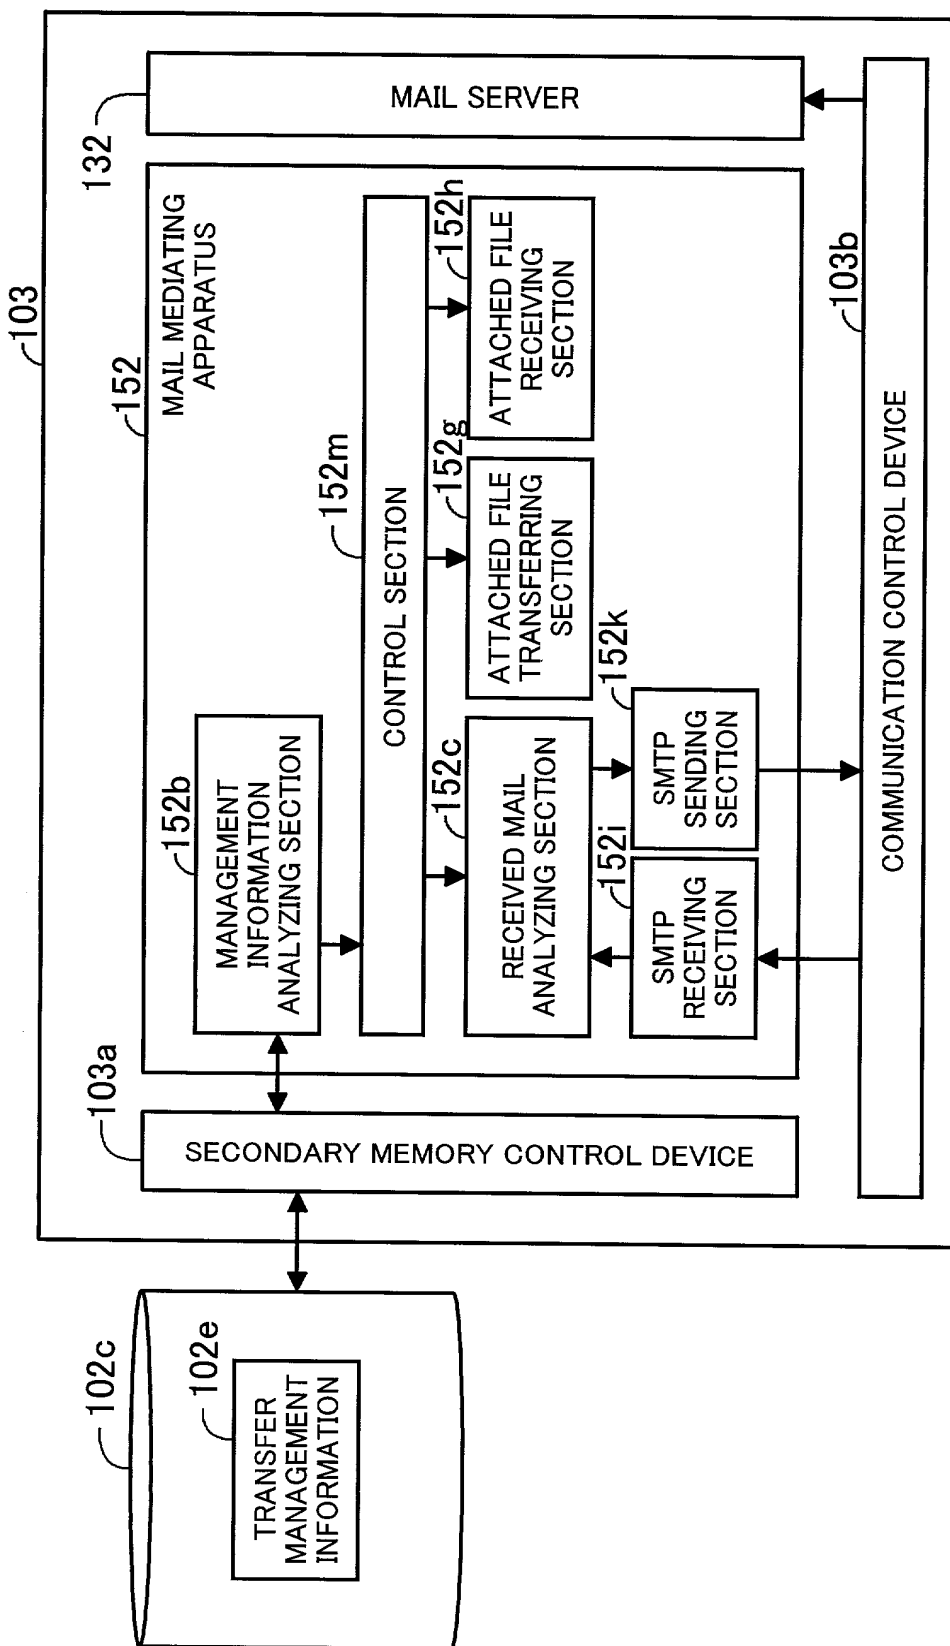 102c
102e
TRANSFER
MANAGEMENT
INFORMATION
103
103a
SECONDARY MEMORY CONTROL DEVICE
152
MAIL MEDIATING
APPARATUS
152b
MANAGEMENT
INFORMATION
ANALYZING SECTION
152m
CONTROL SECTION
152c
RECEIVED MAIL
ANALYZING SECTION
152g
ATTACHED FILE
TRANSFERRING
SECTION
152h
ATTACHED FILE
RECEIVING
SECTION
152i
SMTP
RECEIVING
SECTION
152k
SMTP
SENDING
SECTION
132
MAIL SERVER
103b
COMMUNICATION CONTROL DEVICE